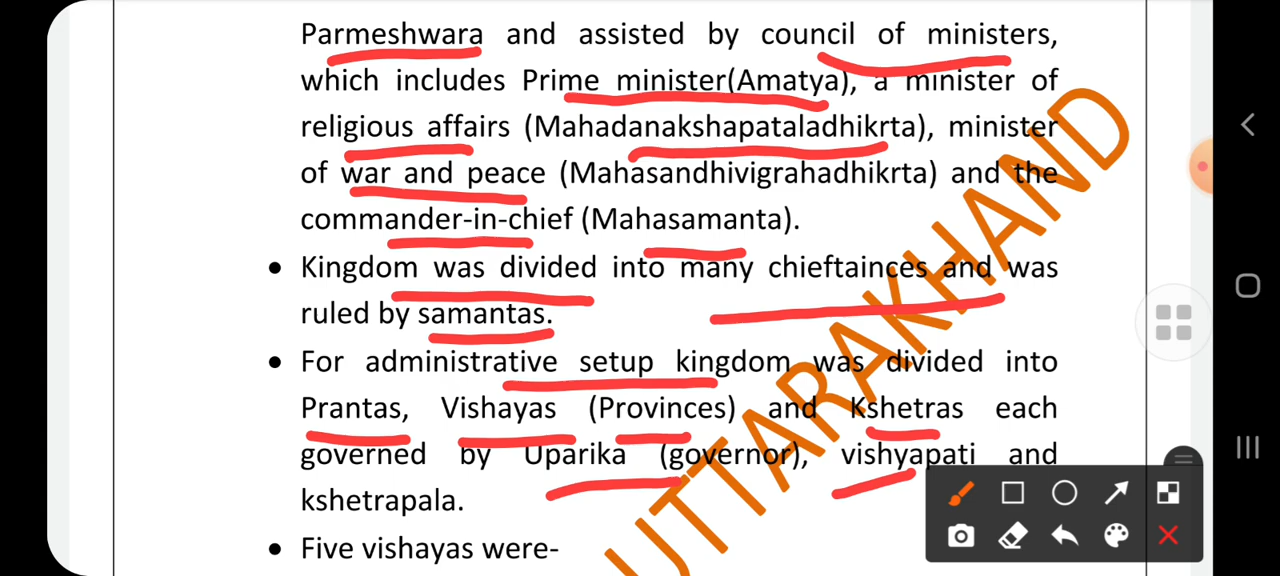 Parmeshwara and assisted by council of ministers,
which includes Prime minister(Amatya), a minister of
religious affairs (Mahadanakshapataladhikrta), minister
of war and peace (Mahasandhivigrahadhikrta) and the
commander-in-chief (Mahasamanta).
• Kingdom was divided into many chieftainces and was
ruled by samantas.
• For administrative setup kingdom was divided into
Prantas, Vishayas (Provinces) and Kshetras each
governed by Uparika (governor), vishyapati and
kshetrapala.
• Five vishayas were-
UTTARAKHAND